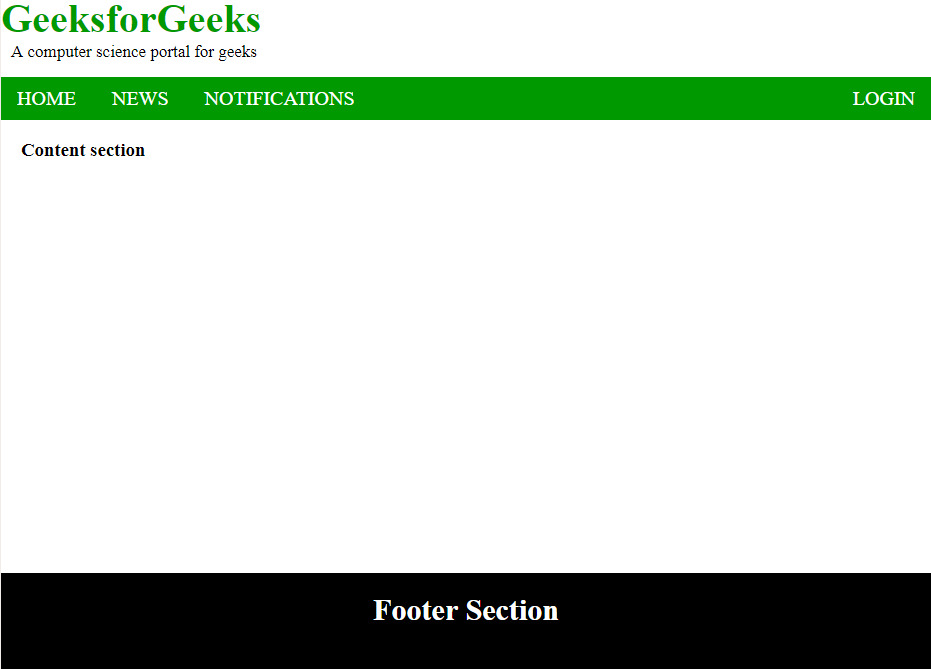 GeeksforGeeks
A computer science portal for geeks
HOME NEWS NOTIFICATIONS LOGIN
Content section
Footer Section